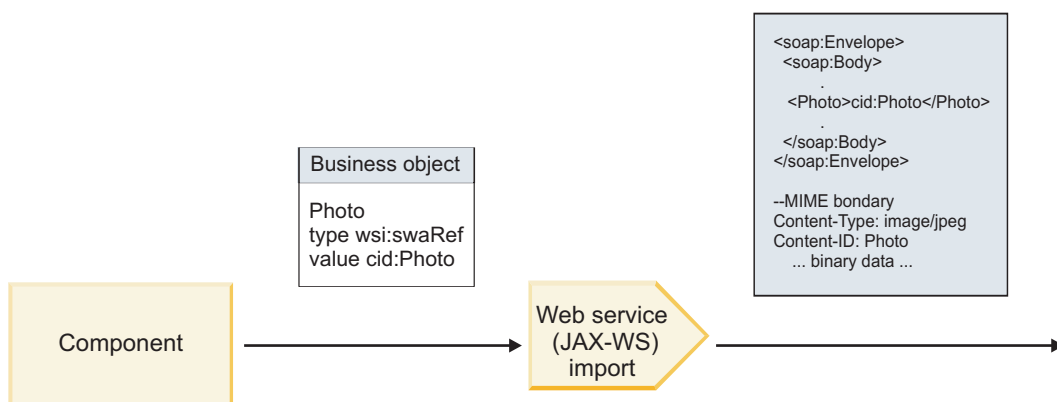 <soap:Envelope>
<soap:Body>
.
<Photo>cid:Photo</Photo>
.
</soap:Body>
</soap:Envelope>
--MIME bondary
Content-Type: image/jpeg
Content-ID: Photo
... binary data ...
Business object
Photo
type wsi:swaRef
value cid:Photo
Component
Web service
(JAX-WS)
import